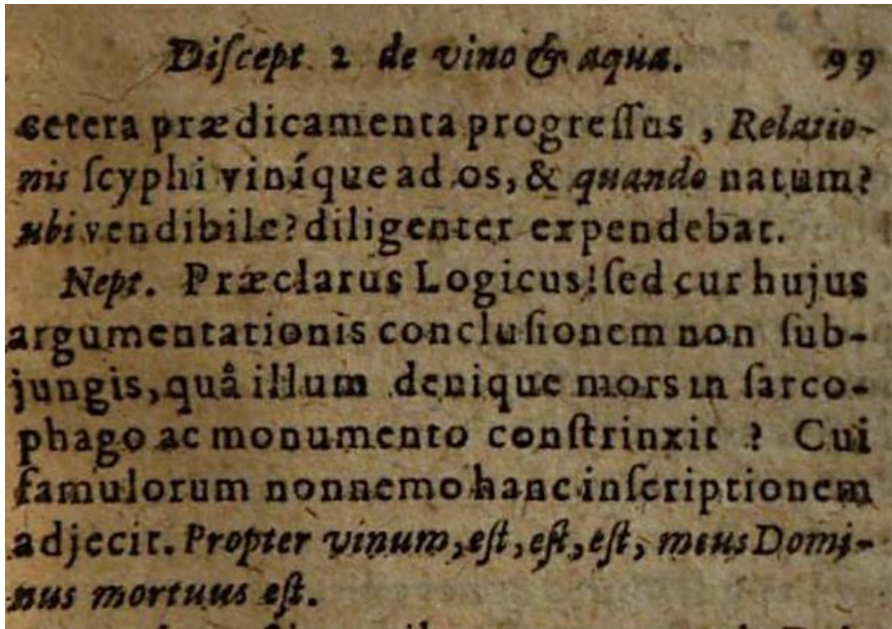 Diſcept. 2 de vino & aqua. 99
cetera prædicamenta progreſſus, Relatio-
nis ſcyphi viníque ad os, & quando natum?
ubi vendibile? diligenter expendebat.
Nept. Præclarus Logicus! ſed cur hujus
argumentationis concluſionem non ſub-
jungis, quâ illum denique mors in ſarco-
phago ac monumento conſtrinxit? Cui
famulorum nonnemo hanc inſcriptionem
adjecit. Propter vinum, eſt, eſt, eſt, meus Domi-
nus mortuus eſt.